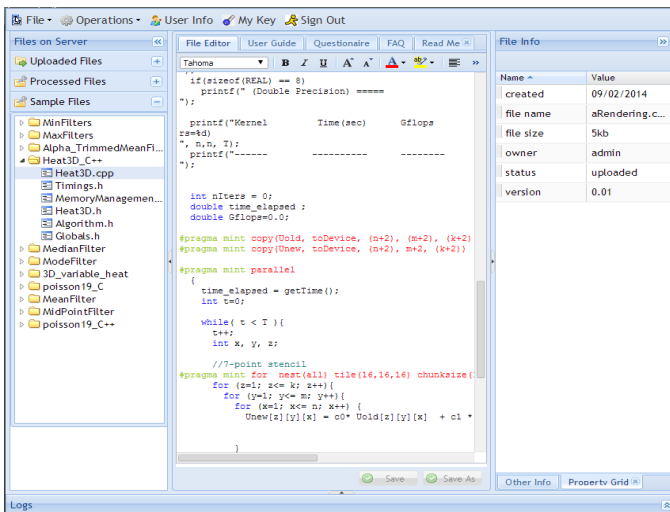 File Operations User Info My Key Sign Out
Files on Server
Uploaded Files
Processed Files
Sample Files
MinFilters
MaxFilters
Alpha_TrimmedMeanFi...
Heat3D_C++
Heat3D.cpp
Timings.h
MemoryManagemen...
Heat3D.h
Algorithm.h
Globals.h
MedianFilter
ModeFilter
3D_variable_heat
poisson19_C
MeanFilter
MidPointFilter
poisson19_C++
File Editor User Guide Questionaire FAQ Read Me
Tahoma B I U A A A ab
");
if(sizeof(REAL) == 8)
printf(" (Double Precision) =====
");
printf("Kernel Time(sec) Gflops
rs=%d)
", n,n, T);
printf("------ ---------- --------
");
int nIters = 0;
double time_elapsed ;
double Gflops=0.0;
#pragma mint copy(Uold, toDevice, (n+2), (m+2), (k+2)
#pragma mint copy(Unew, toDevice, (n+2), m+2, (k+2))
#pragma mint parallel
{
time_elapsed = getTime();
int t=0;
while( t < T ){
t++;
int x, y, z;
//7-point stencil
#pragma mint for nest(all) tile(16,16,16) chunksize(
for (z=1; z<= k; z++){
for (y=1; y<= m; y++){
for (x=1; x<= n; x++) {
Unew[z][y][x] = c0* Uold[z][y][x] + c1 *
}
Save Save As
File Info
Name Value
created 09/02/2014
file name aRendering.c...
file size 5kb
owner admin
status uploaded
version 0.01
Other Info Property Grid
Logs